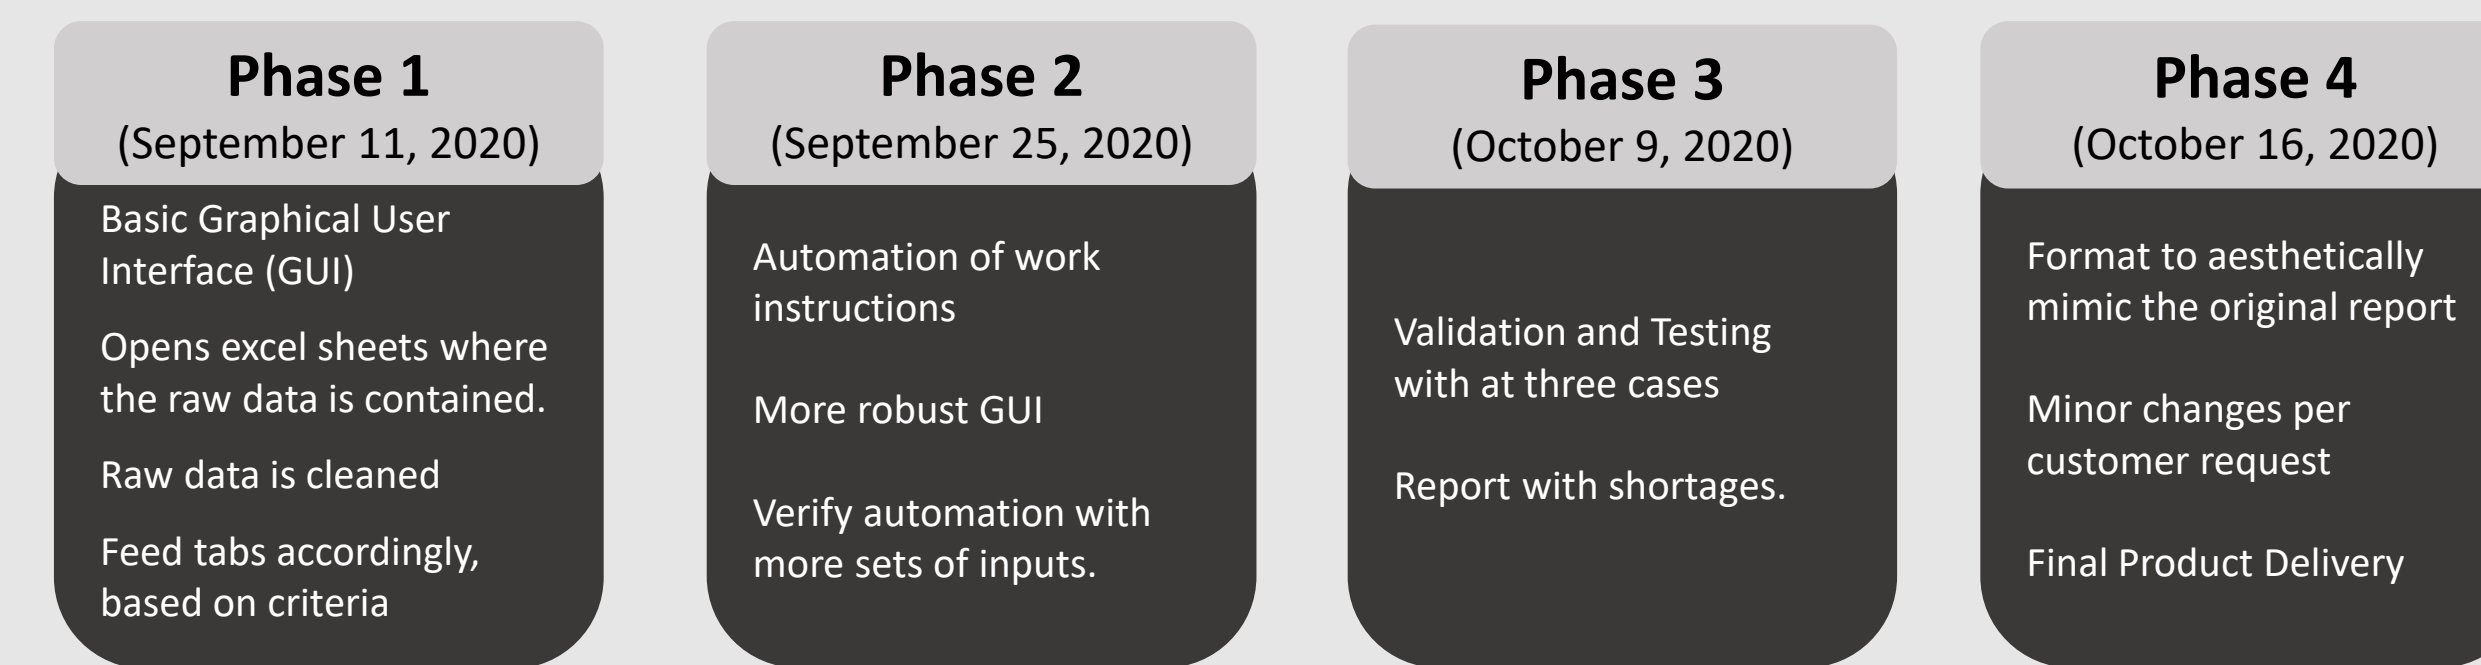 Phase 1
(September 11, 2020)
Basic Graphical User
Interface (GUI)
Opens excel sheets where
the raw data is contained.
Raw data is cleaned
Feed tabs accordingly,
based on criteria
Phase 2
(September 25, 2020)
Automation of work
instructions
More robust GUI
Verify automation with
more sets of inputs.
Phase 3
(October 9, 2020)
Validation and Testing
with at three cases
Report with shortages.
Phase 4
(October 16, 2020)
Format to aesthetically
mimic the original report
Minor changes per
customer request
Final Product Delivery